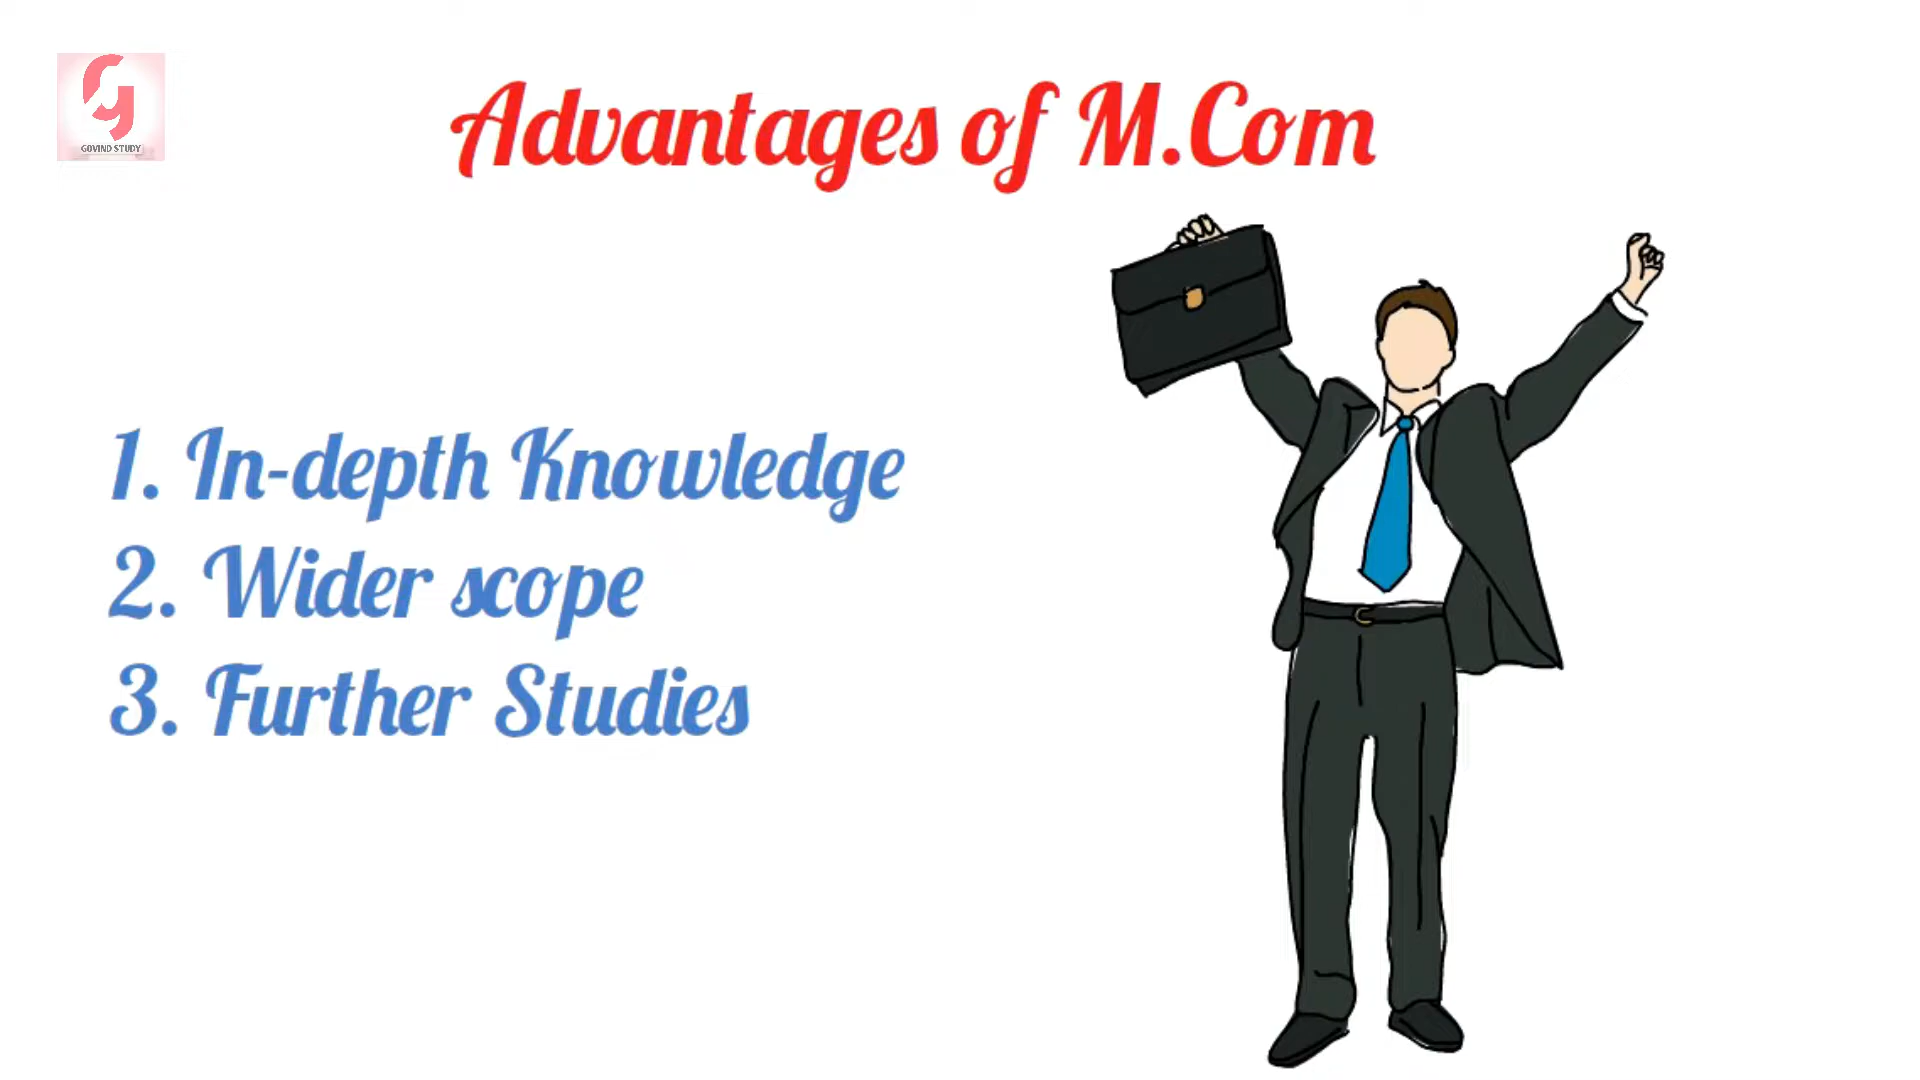 GOVIND STUDY
Advantages of M.Com
1. In-depth Knowledge
2. Wider scope
3. Further Studies